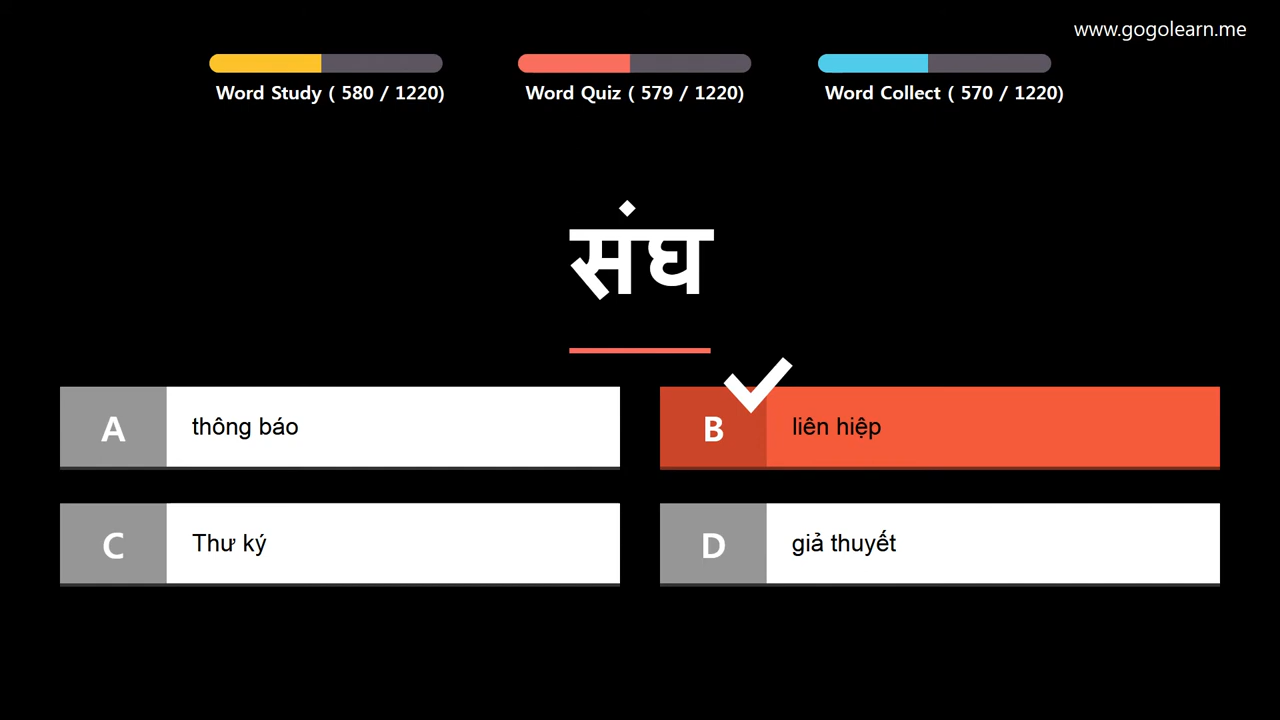 www.gogolearn.me
Word Study ( 580 / 1220)
Word Quiz ( 579 / 1220)
Word Collect ( 570 / 1220)
संघ
A thông báo
B liên hiệp
C Thư ký
D giả thuyết